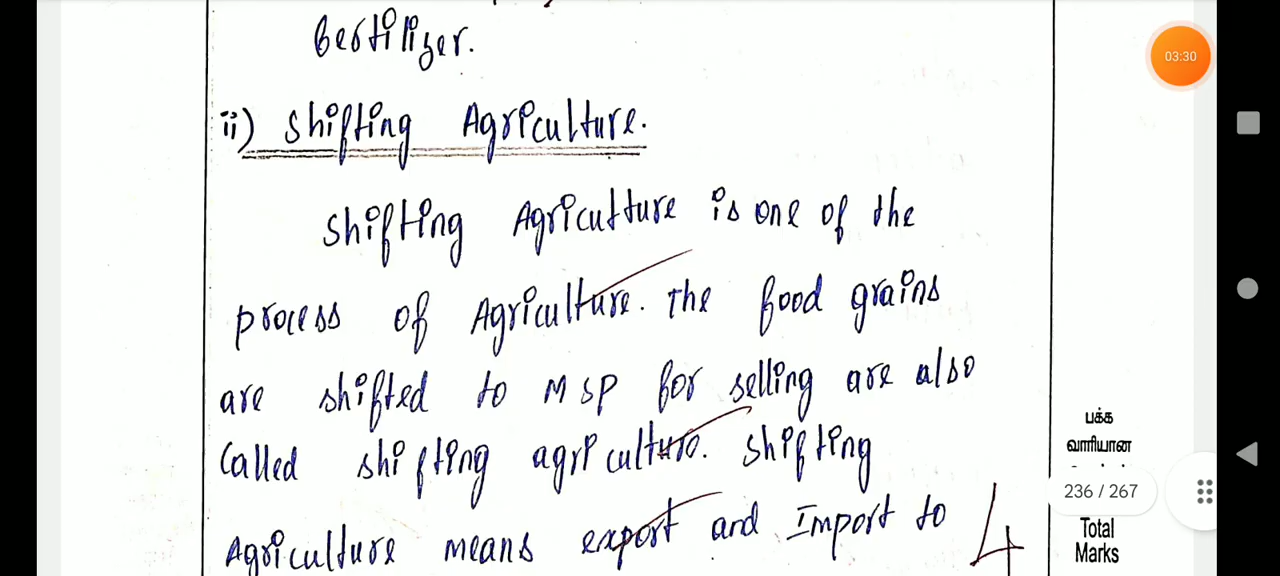 fertilizer.
03:30
ii) Shifting Agriculture.
Shifting Agriculture is one of the
process of Agriculture. The food grains
are shifted to MSP for selling are also
Called shifting agriculture. Shifting
Agriculture means export and Import to
பக்க
வாரியான
236 / 267
Total
Marks
4